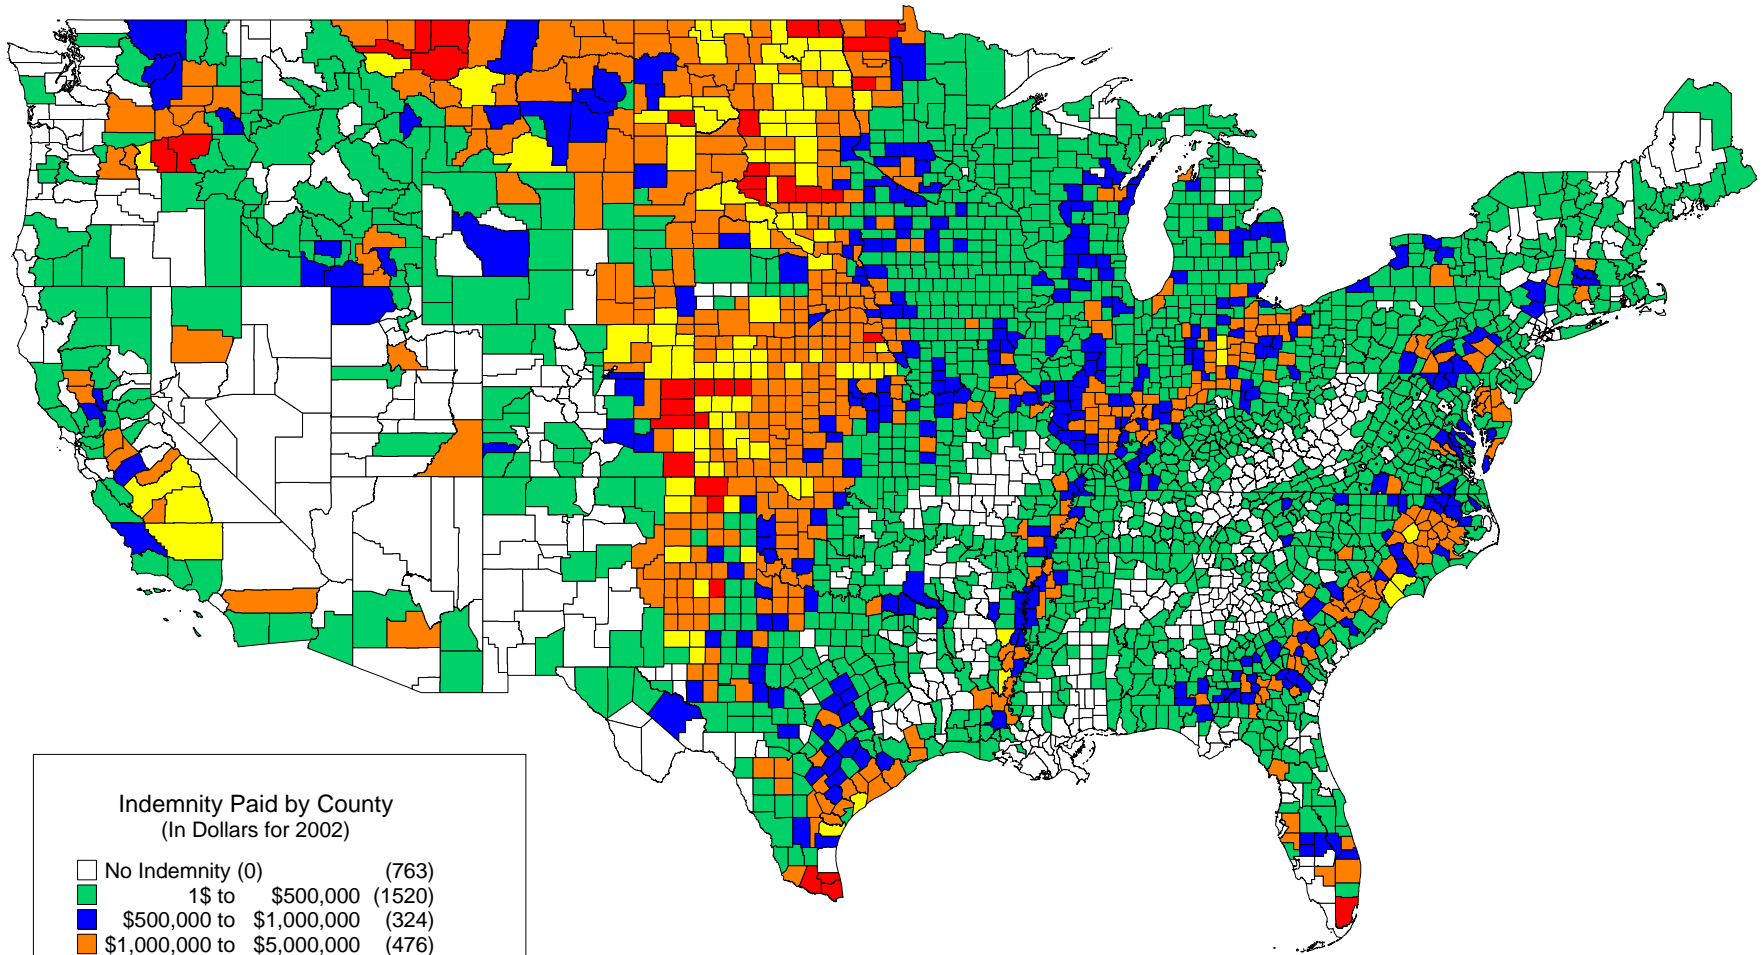 Indemnity Paid by County
(In Dollars for 2002)
No Indemnity (0) (763)
1$ to $500,000 (1520)
$500,000 to $1,000,000 (324)
$1,000,000 to $5,000,000 (476)